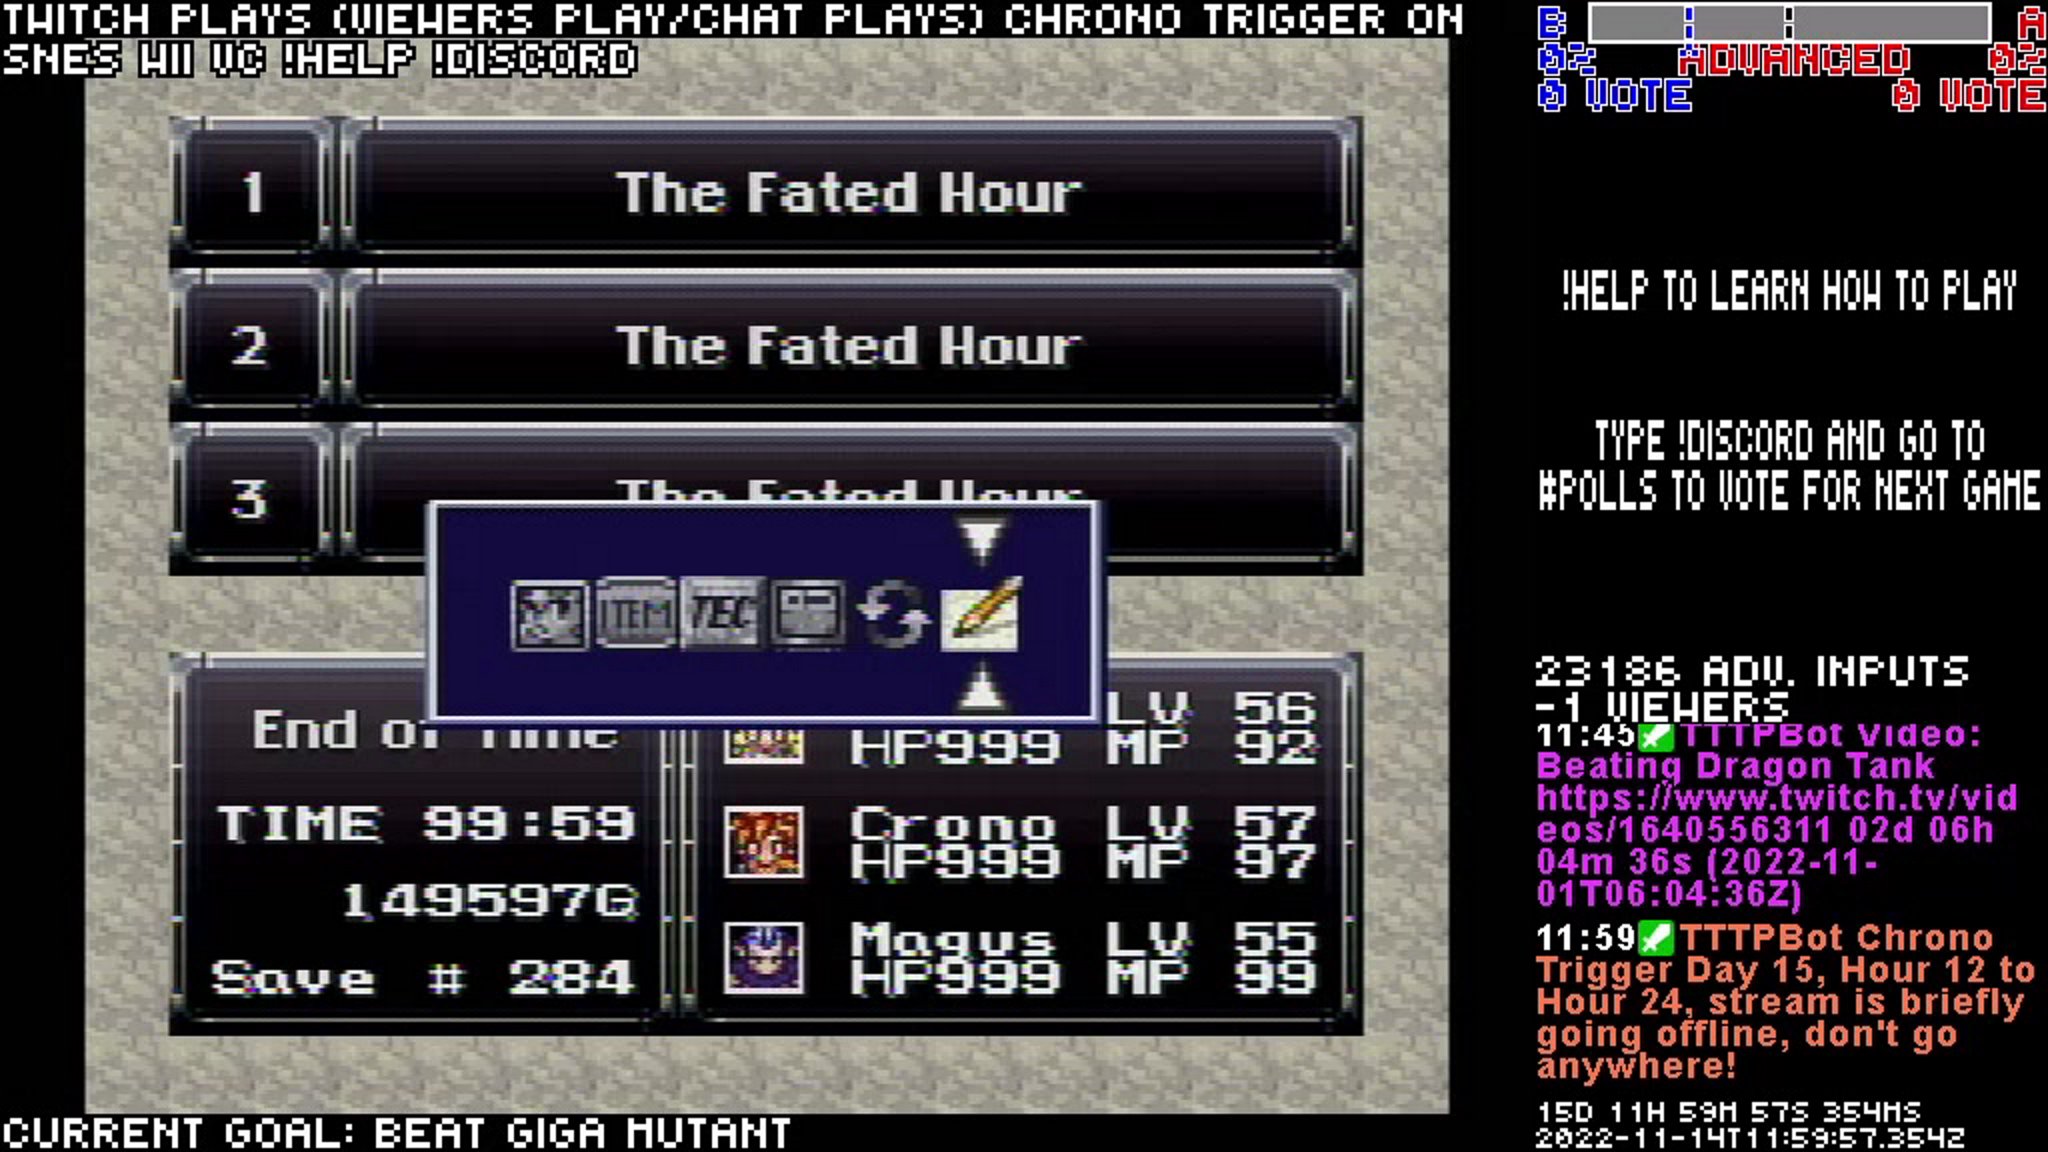 TWITCH PLAYS (VIEWERS PLAY/CHAT PLAYS) CHRONO TRIGGER ON
SNES WII VC !HELP !DISCORD
1 The Fated Hour
2 The Fated Hour
3 The Fated Hour
ITEM TEC
End of Time
TIME 99:59
149597G
Save # 284
LV 56
HP999 MP 92
Crono LV 57
HP999 MP 97
Magus LV 55
HP999 MP 99
CURRENT GOAL: BEAT GIGA MUTANT
B A
0% ADVANCED 0%
0 VOTE 0 VOTE
!HELP TO LEARN HOW TO PLAY
TYPE !DISCORD AND GO TO
#POLLS TO VOTE FOR NEXT GAME
23186 ADV. INPUTS
-1 VIEWERS
11:45 TTTPBot Video:
Beating Dragon Tank
https://www.twitch.tv/vid
eos/1640556311 02d 06h
04m 36s (2022-11-
01T06:04:36Z)
11:59 TTTPBot Chrono
Trigger Day 15, Hour 12 to
Hour 24, stream is briefly
going offline, don't go
anywhere!
15D 11H 59M 57S 354MS
2022-11-14T11:59:57.354Z